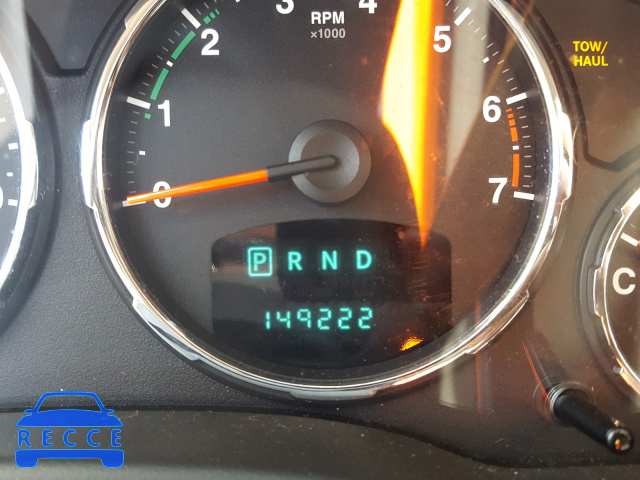 3 4
2 RPM 5
×1000
TOW/
HAUL
1 6
0 7
P R N D
C
149222
RECCE